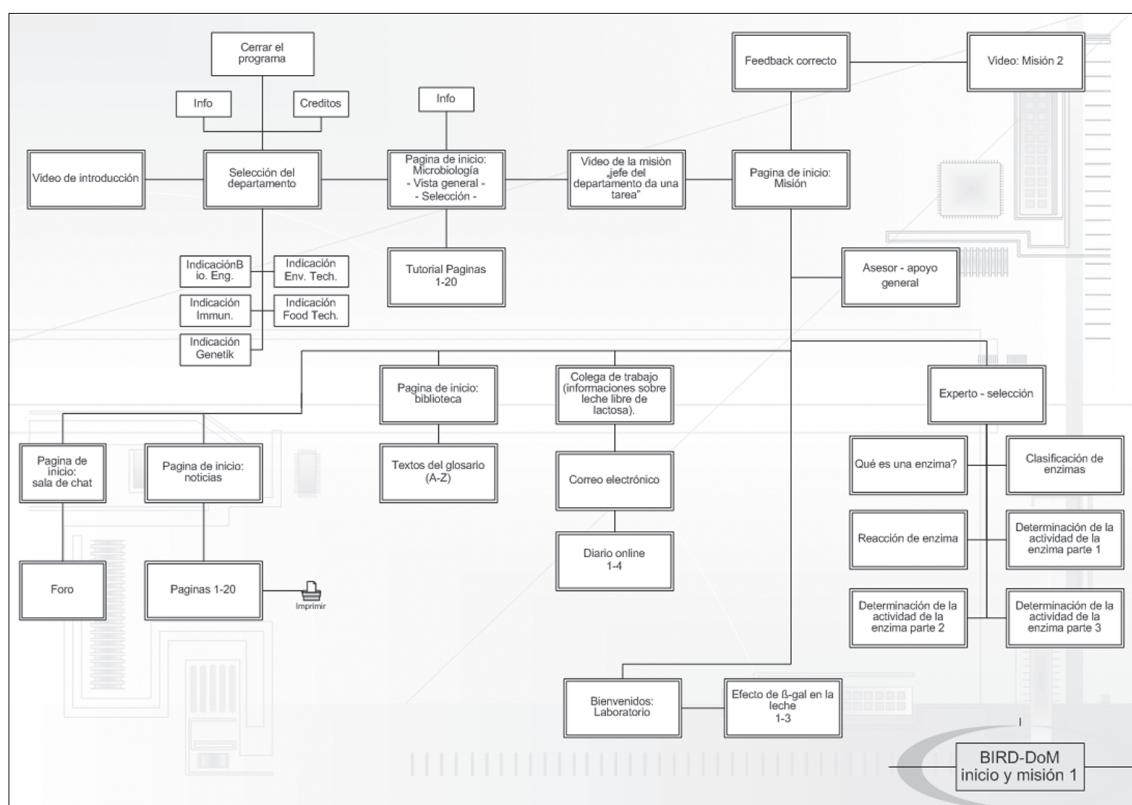 Cerrar el
programa
Feedback correcto
Video: Misión 2
Info
Creditos
Info
Video de introducción
Selección del
departamento
Pagina de inicio:
Microbiología
- Vista general -
- Selección -
Video de la misiòn
„jefe del
departamento da una
tarea”
Pagina de inicio:
Misión
IndicaciónB
io. Eng.
Indicación
Env. Tech.
Tutorial Paginas
1-20
Asesor - apoyo
general
Indicación
Immun.
Indicación
Food Tech.
Indicación
Genetik
Pagina de inicio:
biblioteca
Colega de trabajo
(informaciones sobre
leche libre de
lactosa).
Experto - selección
Pagina de
inicio:
sala de chat
Pagina de inicio:
noticias
Textos del glosario
(A-Z)
Correo electrónico
Qué es una enzima?
Clasificación de
enzimas
Reacción de enzima
Determinación de la
actividad de la
enzima parte 1
Diario online
1-4
Foro
Paginas 1-20
Imprimir
Determinación de la
actividad de la
enzima parte 2
Determinación de la
actividad de la
enzima parte 3
Bienvenidos:
Laboratorio
Efecto de ß-gal en la
leche
1-3
BIRD-DoM
inicio y misión 1